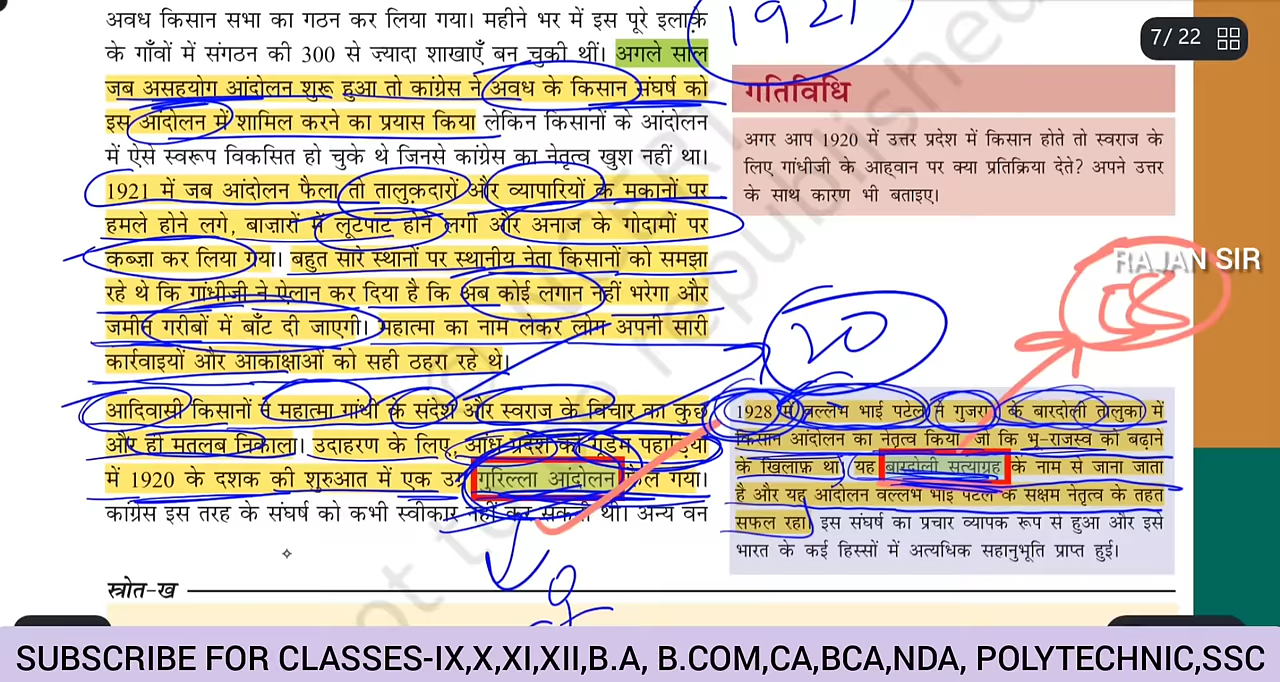 अवध किसान सभा का गठन कर लिया गया। महीने भर में इस पूरे इलाक़े
के गाँवों में संगठन की 300 से ज़्यादा शाखाएँ बन चुकी थीं। अगले साल
जब असहयोग आंदोलन शुरू हुआ तो कांग्रेस ने अवध के किसान संघर्ष को
इस आंदोलन में शामिल करने का प्रयास किया लेकिन किसानों के आंदोलन
में ऐसे स्वरूप विकसित हो चुके थे जिनसे कांग्रेस का नेतृत्व खुश नहीं था।
1921 में जब आंदोलन फैला तो तालुक़दारों और व्यापारियों के मकानों पर
हमले होने लगे, बाज़ारों में लूटपाट होने लगी और अनाज के गोदामों पर
क़ब्ज़ा कर लिया गया। बहुत सारे स्थानों पर स्थानीय नेता किसानों को समझा
रहे थे कि गांधीजी ने ऐलान कर दिया है कि अब कोई लगान नहीं भरेगा और
जमीन ग़रीबों में बाँट दी जाएगी। महात्मा का नाम लेकर लोग अपनी सारी
कार्रवाइयों और आकांक्षाओं को सही ठहरा रहे थे।
आदिवासी किसानों ने महात्मा गांधी के संदेश और स्वराज के विचार का कुछ
और ही मतलब निकाला। उदाहरण के लिए, आंध्र प्रदेश की गूडेम पहाड़ियों
में 1920 के दशक की शुरुआत में एक उग्र गुरिल्ला आंदोलन फैल गया।
कांग्रेस इस तरह के संघर्ष को कभी स्वीकार नहीं कर सकती थी। अन्य वन
स्त्रोत-ख
1921
7/22
गतिविधि
अगर आप 1920 में उत्तर प्रदेश में किसान होते तो स्वराज के
लिए गांधीजी के आह्वान पर क्या प्रतिक्रिया देते? अपने उत्तर
के साथ कारण भी बताइए।
RAJAN SIR
20
1928 में वल्लभ भाई पटेल ने गुजरात के बारदोली तालुका में
किसान आंदोलन का नेतृत्व किया, जो कि भू-राजस्व को बढ़ाने
के खिलाफ़ था। यह बारदोली सत्याग्रह के नाम से जाना जाता
है और यह आंदोलन वल्लभ भाई पटेल के सक्षम नेतृत्व के तहत
सफल रहा। इस संघर्ष का प्रचार व्यापक रूप से हुआ और इसे
भारत के कई हिस्सों में अत्यधिक सहानुभूति प्राप्त हुई।
not to be republished
SUBSCRIBE FOR CLASSES-IX,X,XI,XII,B.A, B.COM,CA,BCA,NDA, POLYTECHNIC,SSC